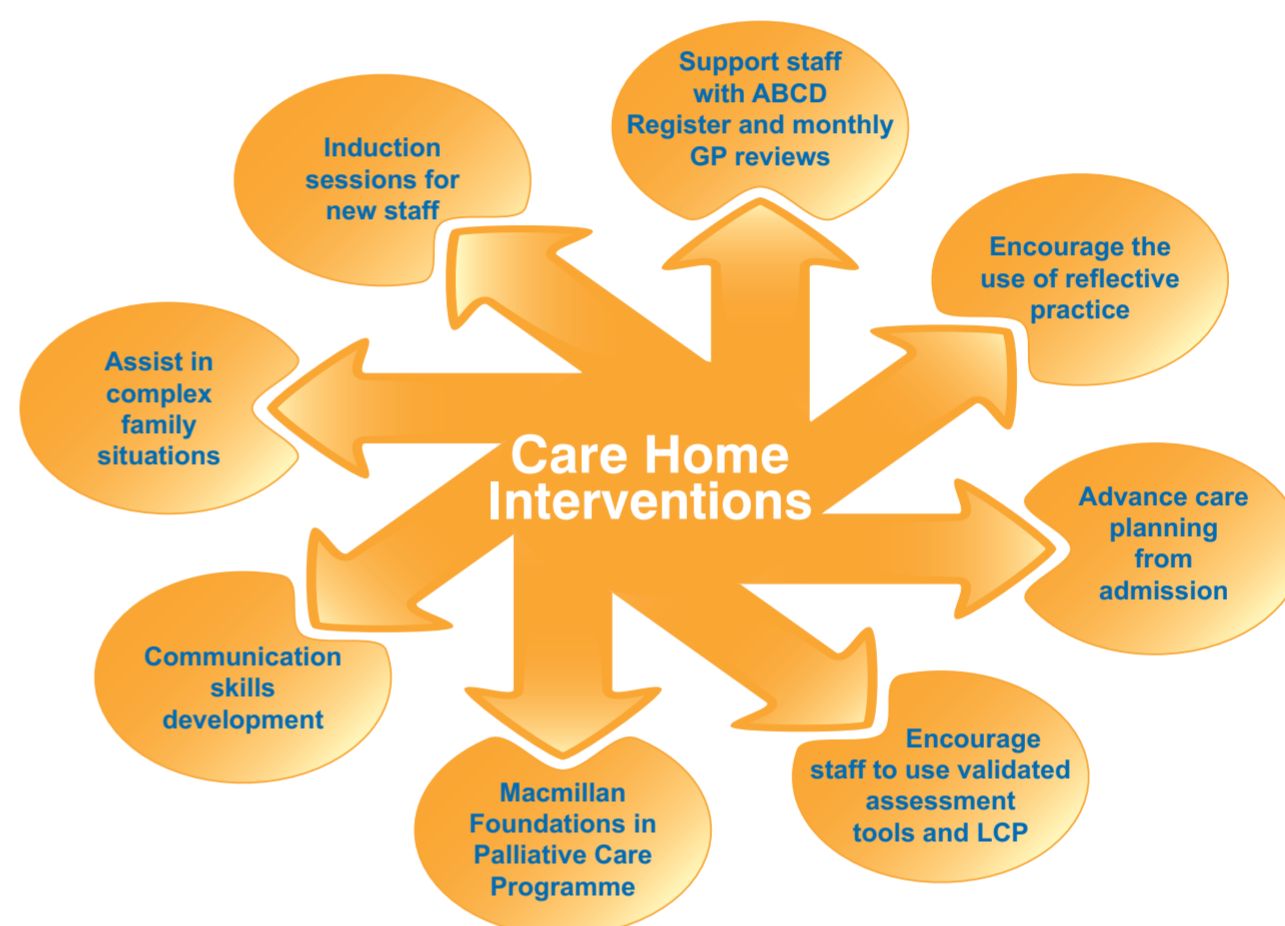 Support staff
with ABCD
Register and monthly
GP reviews
Induction
sessions for
new staff
Encourage the
use of reflective
practice
Assist in
complex
family
situations
Care Home
Interventions
Advance care
planning
from
admission
Communication
skills
development
Encourage
staff to use validated
assessment
tools and LCP
Macmillan
Foundations in
Palliative Care
Programme